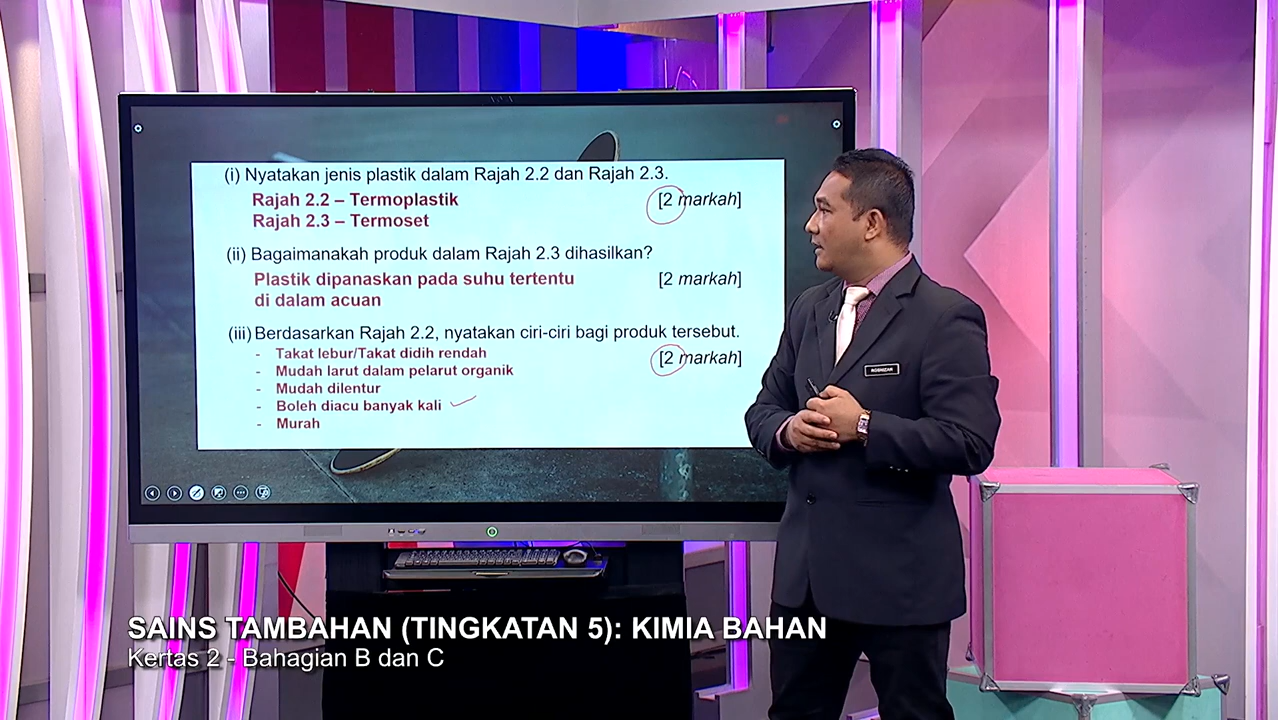 (i) Nyatakan jenis plastik dalam Rajah 2.2 dan Rajah 2.3.
Rajah 2.2 – Termoplastik [2 markah]
Rajah 2.3 – Termoset
(ii) Bagaimanakah produk dalam Rajah 2.3 dihasilkan?
Plastik dipanaskan pada suhu tertentu [2 markah]
di dalam acuan
(iii) Berdasarkan Rajah 2.2, nyatakan ciri-ciri bagi produk tersebut.
- Takat lebur/Takat didih rendah [2 markah]
- Mudah larut dalam pelarut organik
- Mudah dilentur
- Boleh diacu banyak kali
- Murah
ROSNIZAM
SAINS TAMBAHAN (TINGKATAN 5): KIMIA BAHAN
Kertas 2 - Bahagian B dan C